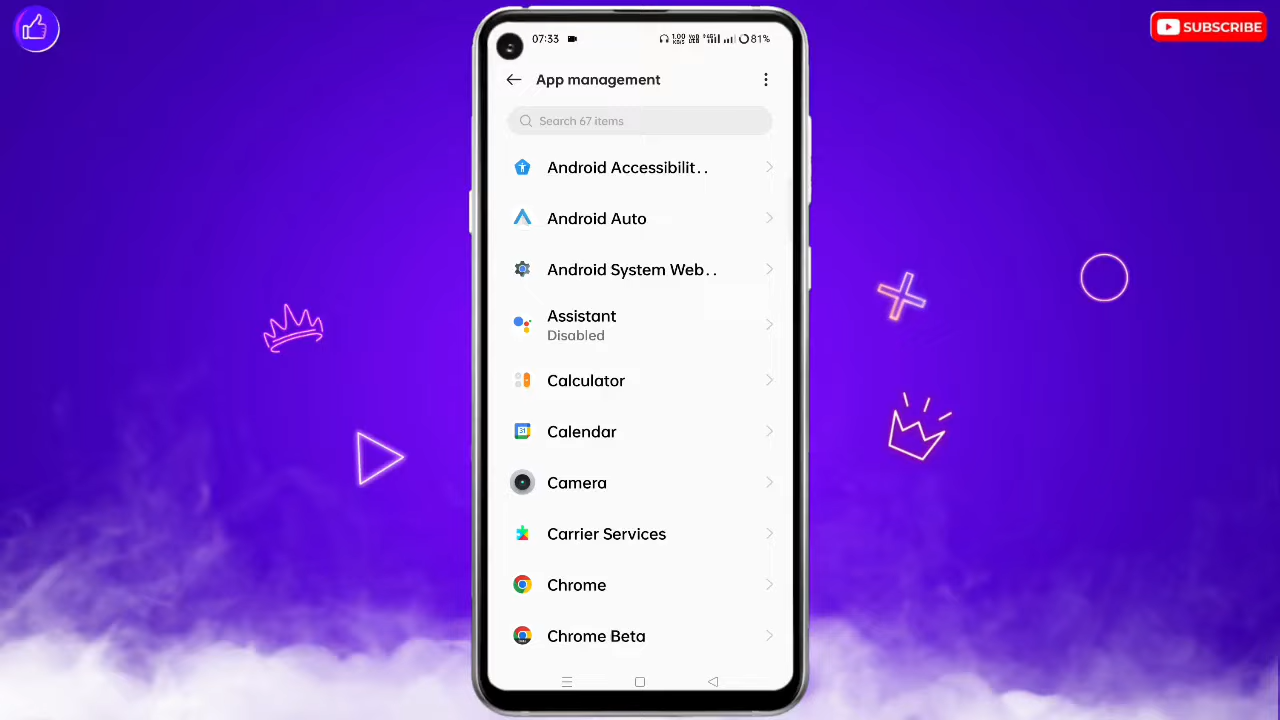 SUBSCRIBE
07:33
81%
App management
Search 67 items
Android Accessibilit..
Android Auto
Android System Web..
Assistant
Disabled
Calculator
31
Calendar
Camera
Carrier Services
Chrome
Chrome Beta